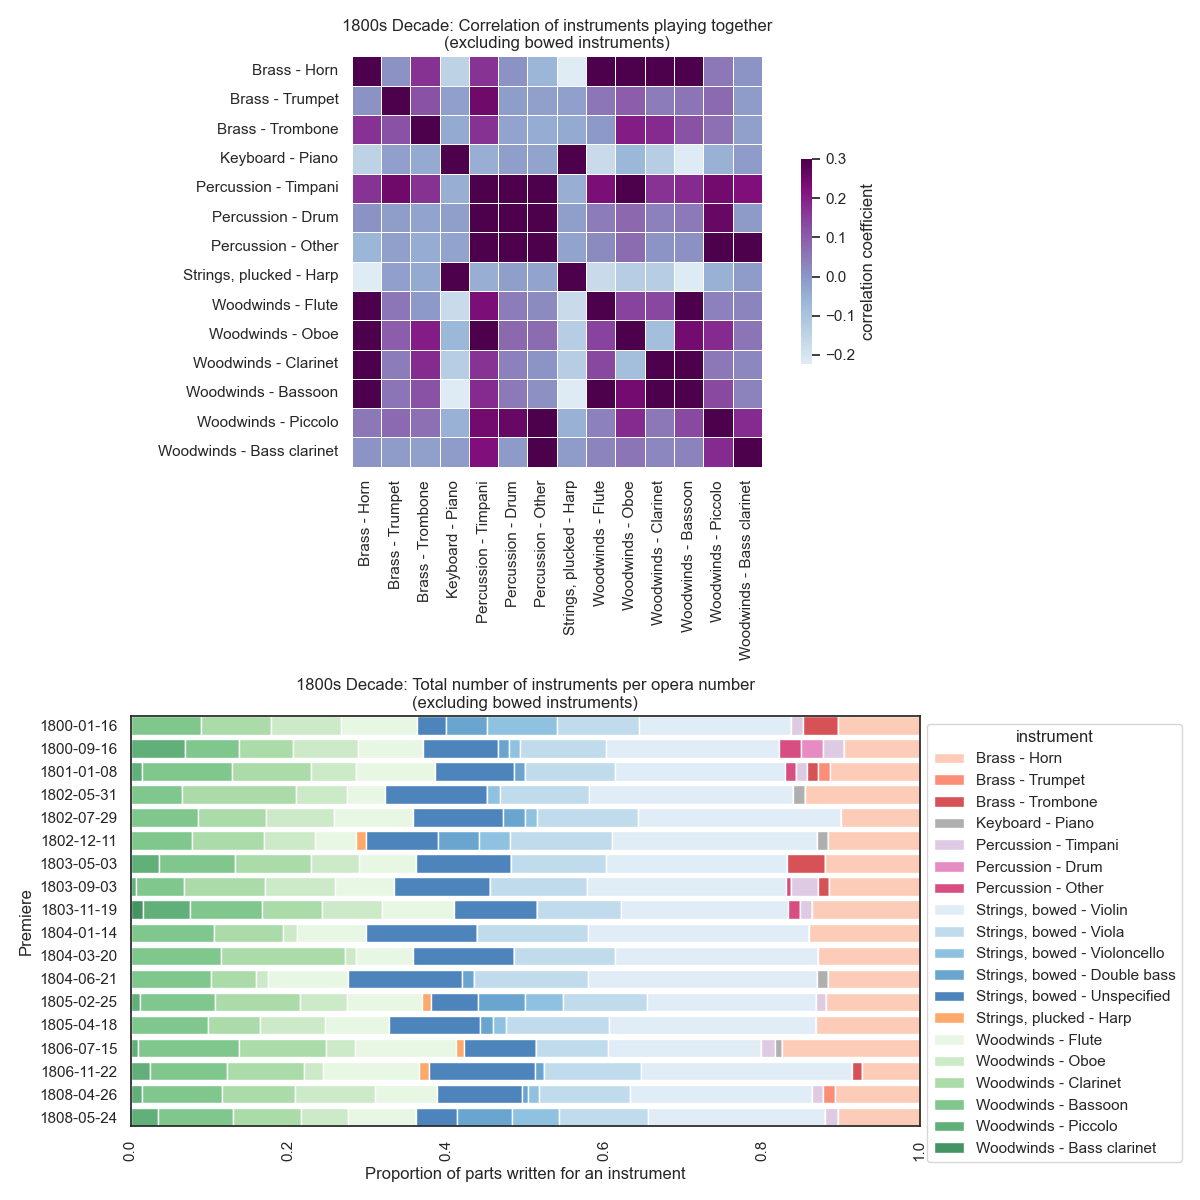 1800s Decade: Correlation of instruments playing together
(excluding bowed instruments)
Brass - Horn
Brass - Trumpet
Brass - Trombone
Keyboard - Piano
Percussion - Timpani
Percussion - Drum
Percussion - Other
Strings, plucked - Harp
Woodwinds - Flute
Woodwinds - Oboe
Woodwinds - Clarinet
Woodwinds - Bassoon
Woodwinds - Piccolo
Woodwinds - Bass clarinet
0.3
0.2
0.1
0.0
−0.1
−0.2
correlation coefficient
Brass - Horn
Brass - Trumpet
Brass - Trombone
Keyboard - Piano
Percussion - Timpani
Percussion - Drum
Percussion - Other
Strings, plucked - Harp
Woodwinds - Flute
Woodwinds - Oboe
Woodwinds - Clarinet
Woodwinds - Bassoon
Woodwinds - Piccolo
Woodwinds - Bass clarinet
1800s Decade: Total number of instruments per opera number
(excluding bowed instruments)
Premiere
1800-01-16
1800-09-16
1801-01-08
1802-05-31
1802-07-29
1802-12-11
1803-05-03
1803-09-03
1803-11-19
1804-01-14
1804-03-20
1804-06-21
1805-02-25
1805-04-18
1806-07-15
1806-11-22
1808-04-26
1808-05-24
0.0
0.2
0.4
0.6
0.8
1.0
Proportion of parts written for an instrument
instrument
Brass - Horn
Brass - Trumpet
Brass - Trombone
Keyboard - Piano
Percussion - Timpani
Percussion - Drum
Percussion - Other
Strings, bowed - Violin
Strings, bowed - Viola
Strings, bowed - Violoncello
Strings, bowed - Double bass
Strings, bowed - Unspecified
Strings, plucked - Harp
Woodwinds - Flute
Woodwinds - Oboe
Woodwinds - Clarinet
Woodwinds - Bassoon
Woodwinds - Piccolo
Woodwinds - Bass clarinet